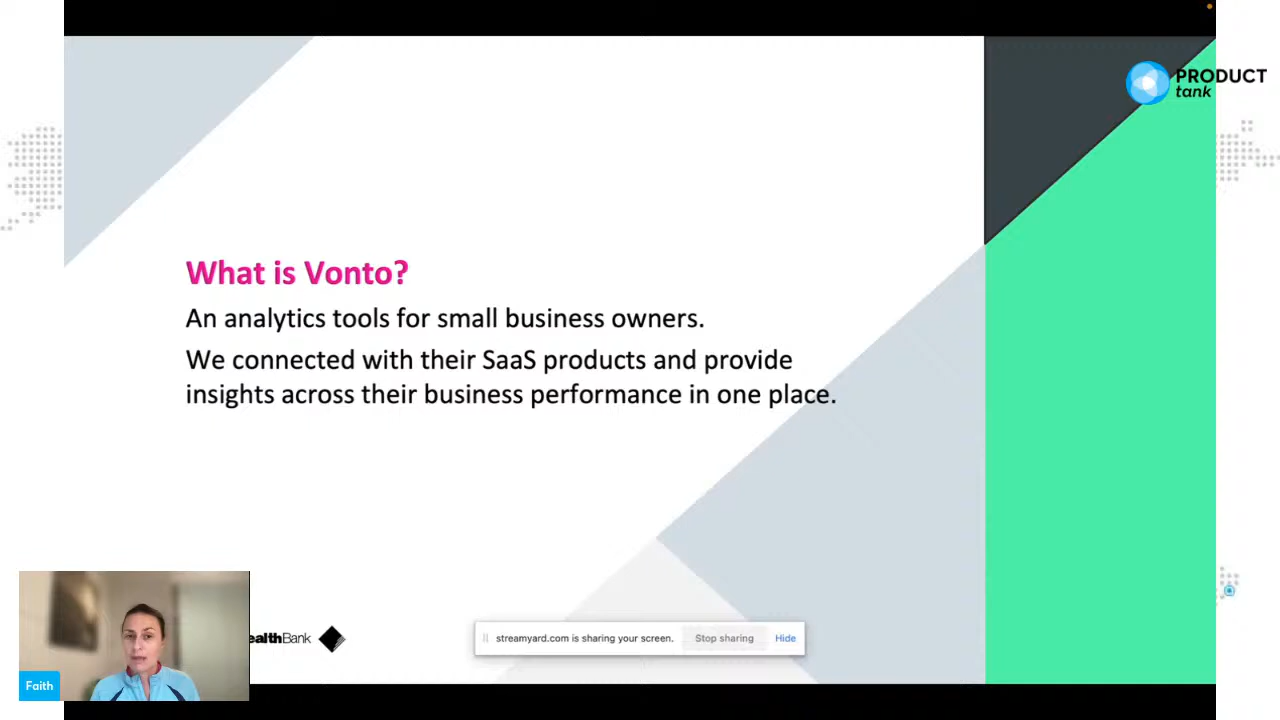 PRODUCT
tank
What is Vonto?
An analytics tools for small business owners.
We connected with their SaaS products and provide
insights across their business performance in one place.
ealthBank
streamyard.com is sharing your screen.
Stop sharing
Hide
Faith